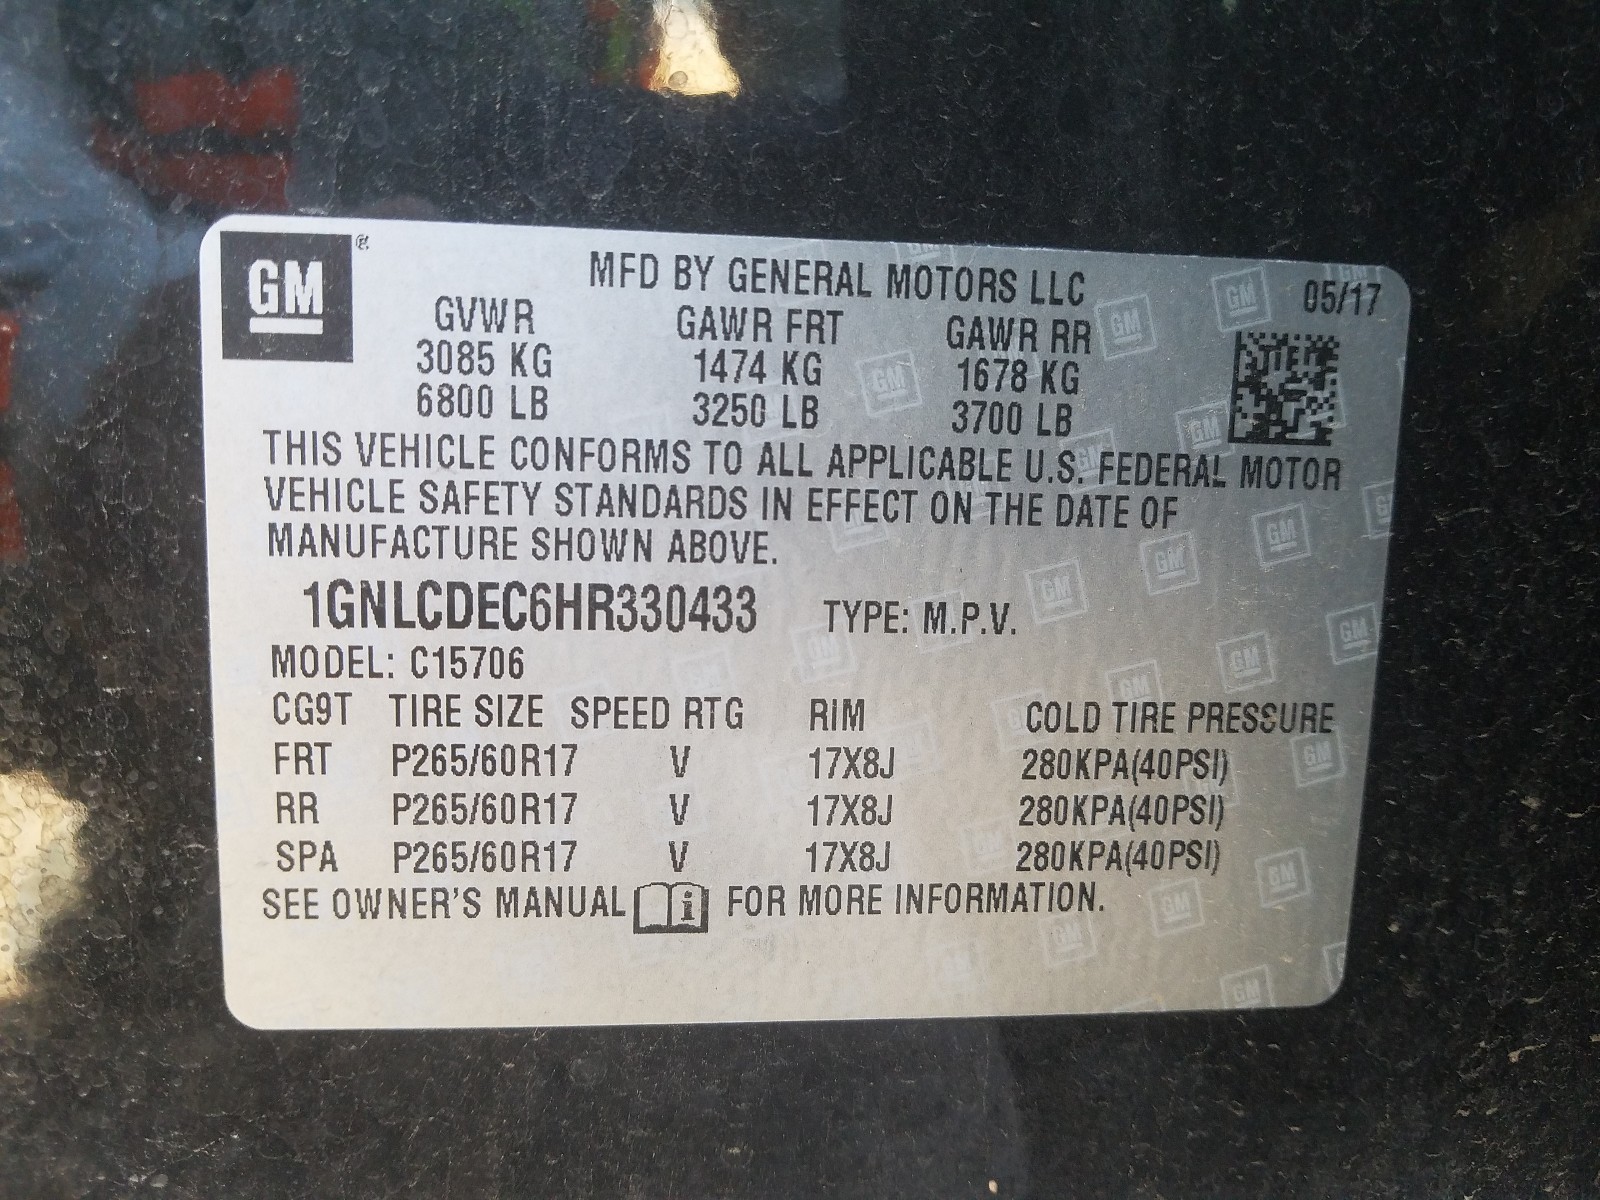 GM®
MFD BY GENERAL MOTORS LLC 05/17
GVWR GAWR FRT GAWR RR
3085 KG 1474 KG 1678 KG
6800 LB 3250 LB 3700 LB
THIS VEHICLE CONFORMS TO ALL APPLICABLE U.S. FEDERAL MOTOR
VEHICLE SAFETY STANDARDS IN EFFECT ON THE DATE OF
MANUFACTURE SHOWN ABOVE.
1GNLCDEC6HR330433 TYPE: M.P.V.
MODEL: C15706
CG9T TIRE SIZE SPEED RTG RIM COLD TIRE PRESSURE
FRT P265/60R17 V 17X8J 280KPA(40PSI)
RR P265/60R17 V 17X8J 280KPA(40PSI)
SPA P265/60R17 V 17X8J 280KPA(40PSI)
SEE OWNER'S MANUAL i FOR MORE INFORMATION.